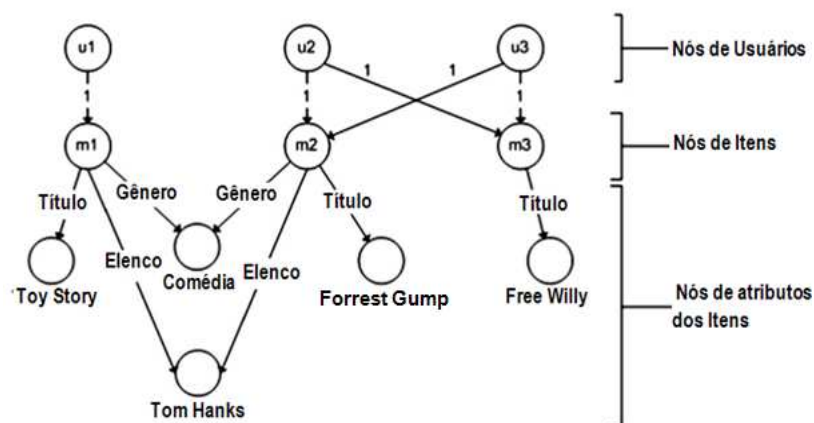 u1
u2
u3
Nós de Usuários
1
1
1
1
1
m1
m2
m3
Nós de Itens
Título
Gênero
Gênero
Título
Título
Elenco
Elenco
Toy Story
Comédia
Forrest Gump
Free Willy
Nós de atributos
dos Itens
Tom Hanks